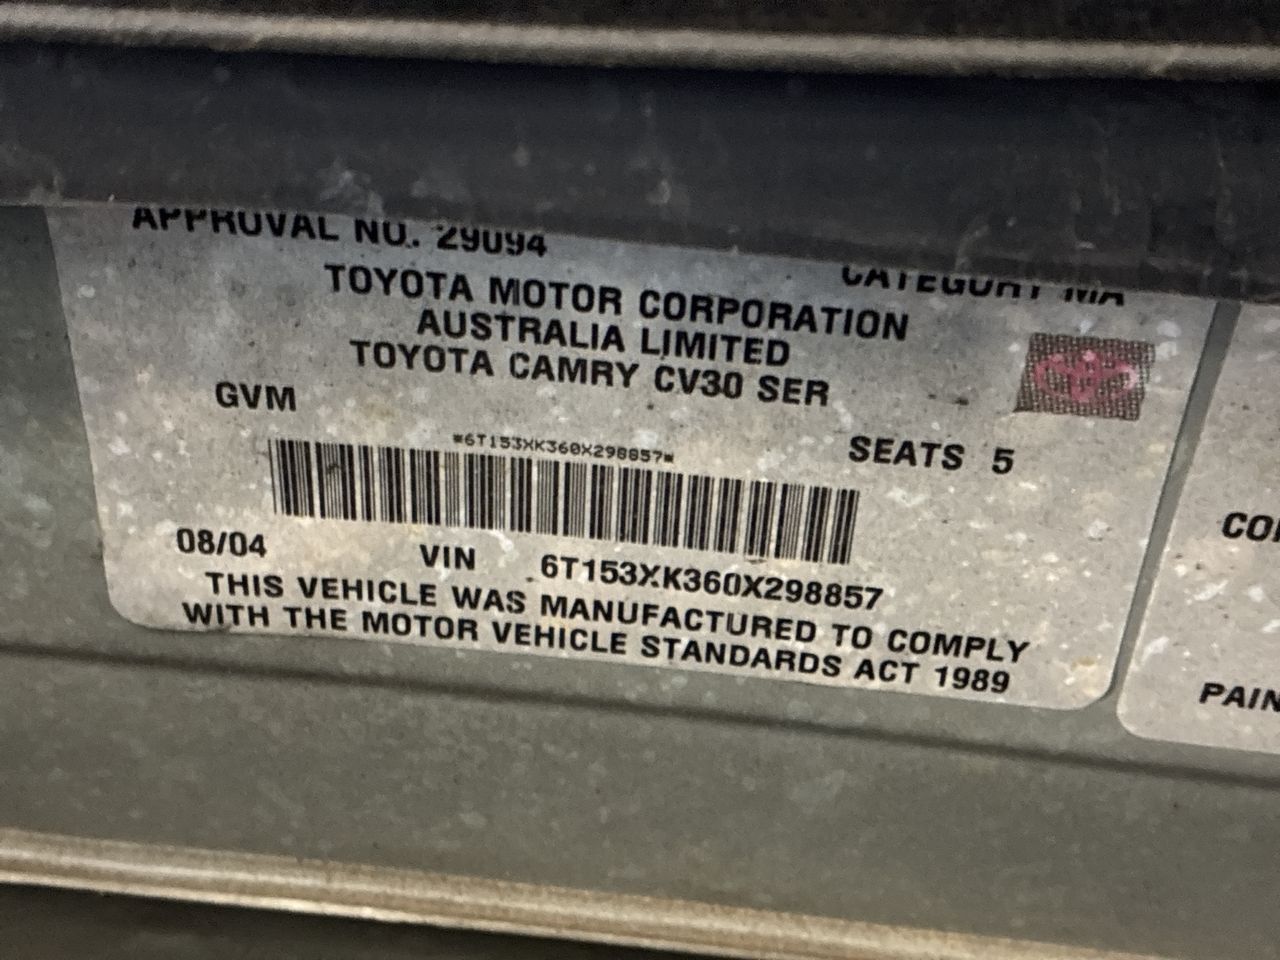 APPROVAL NO. 29094
CATEGORY MA
TOYOTA MOTOR CORPORATION
AUSTRALIA LIMITED
TOYOTA CAMRY CV30 SER
GVM
SEATS 5
*6T153XK360X298857*
08/04
VIN 6T153XK360X298857
THIS VEHICLE WAS MANUFACTURED TO COMPLY
WITH THE MOTOR VEHICLE STANDARDS ACT 1989